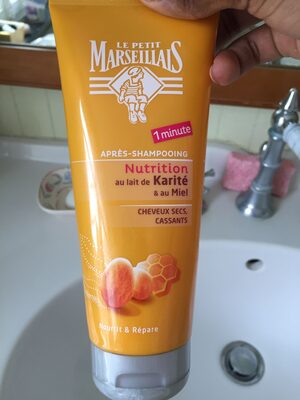 LE PETIT
MARSEILLAIS
1 minute
APRÈS-SHAMPOOING
Nutrition
au lait de Karité
& au Miel
CHEVEUX SECS,
CASSANTS
Nourrit & Répare